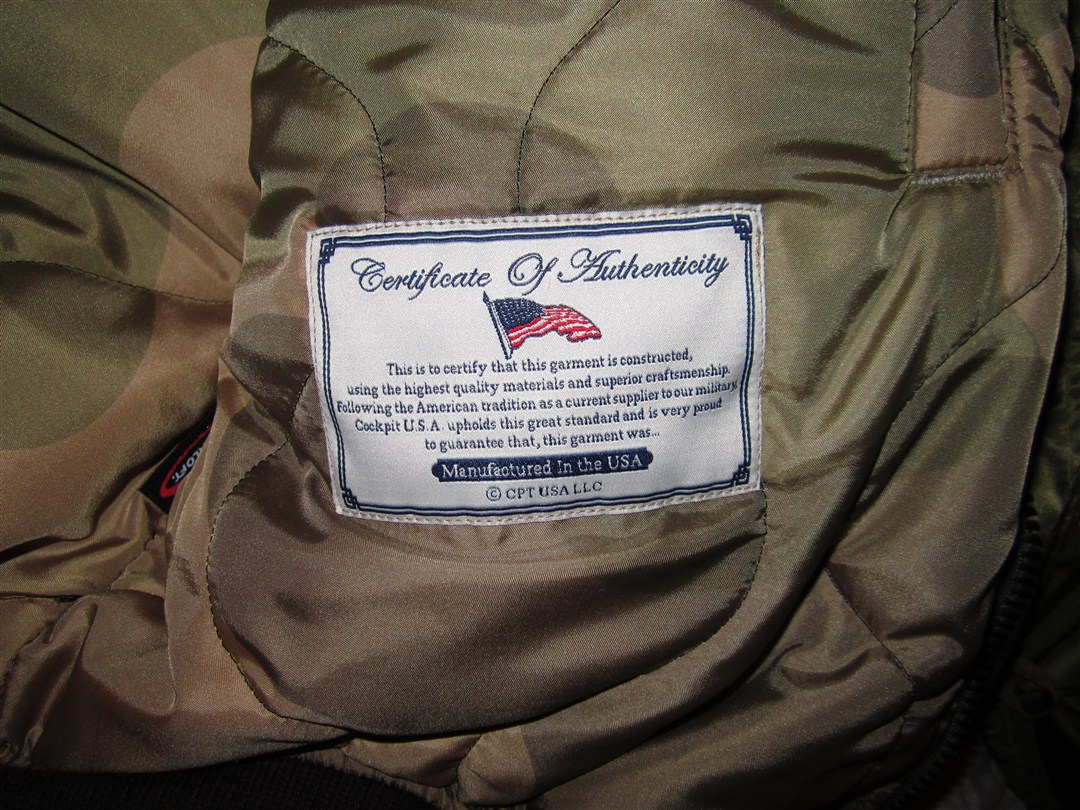 Certificate Of Authenticity
This is to certify that this garment is constructed,
using the highest quality materials and superior craftsmenship.
Following the American tradition as a current supplier to our military,
Cockpit U.S.A. upholds this great standard and is very proud
to guarantee that, this garment was...
Manufactured In the USA
© CPT USA LLC